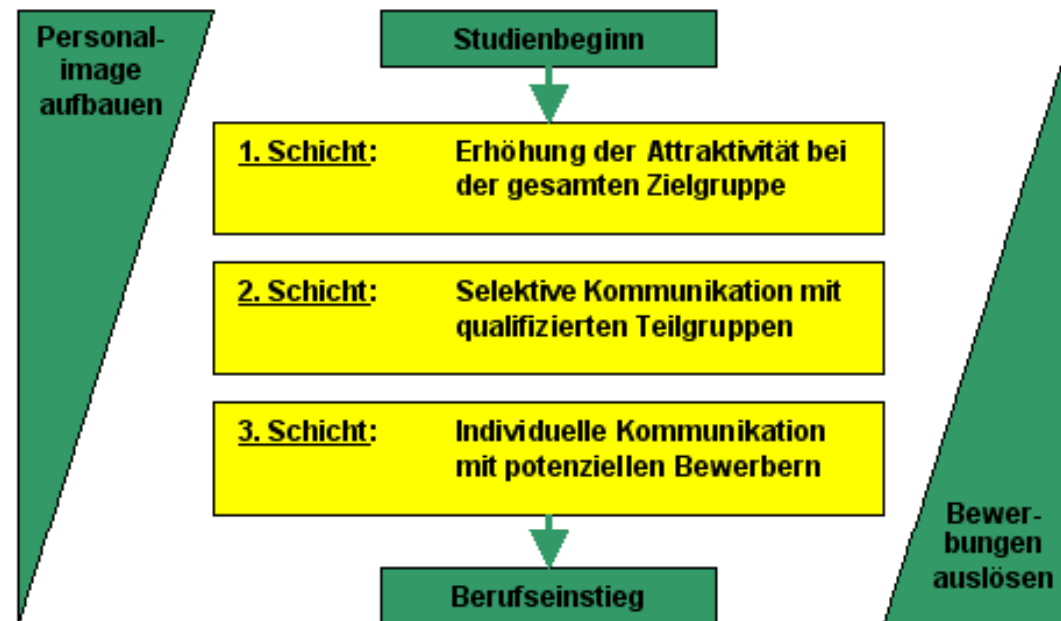 Personal-
image
aufbauen
Studienbeginn
1. Schicht: Erhöhung der Attraktivität bei
der gesamten Zielgruppe
2. Schicht: Selektive Kommunikation mit
qualifizierten Teilgruppen
3. Schicht: Individuelle Kommunikation
mit potenziellen Bewerbern
Berufseinstieg
Bewer-
bungen
auslösen